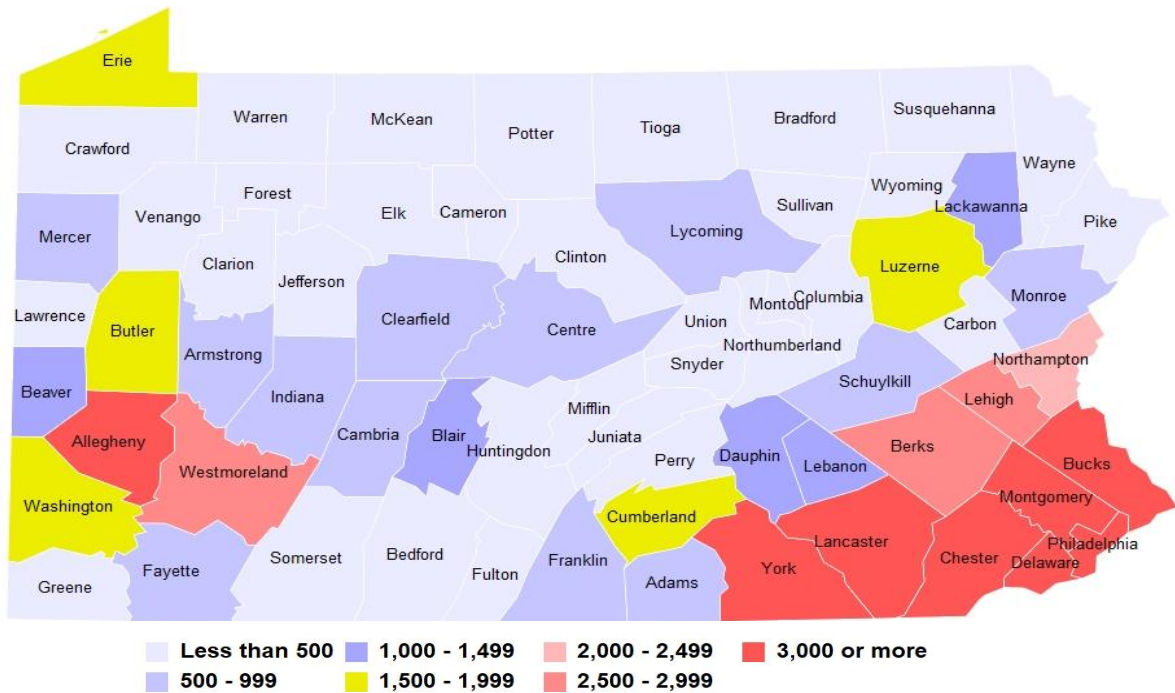 Erie
Warren
McKean
Potter
Tioga
Bradford
Susquehanna
Crawford
Wayne
Forest
Venango
Elk
Cameron
Wyoming
Lackawanna
Sullivan
Pike
Mercer
Lycoming
Clarion
Clinton
Luzerne
Jefferson
Lawrence
Butler
Clearfield
Centre
Union
Montour
Columbia
Monroe
Carbon
Armstrong
Northumberland
Snyder
Northampton
Beaver
Indiana
Schuylkill
Lehigh
Mifflin
Allegheny
Cambria
Blair
Huntingdon
Juniata
Dauphin
Berks
Perry
Lebanon
Bucks
Westmoreland
Washington
Cumberland
Montgomery
Lancaster
Philadelphia
Somerset
Bedford
Fulton
Franklin
York
Chester
Delaware
Fayette
Adams
Greene
Less than 500
1,000 - 1,499
2,000 - 2,499
3,000 or more
500 - 999
1,500 - 1,999
2,500 - 2,999